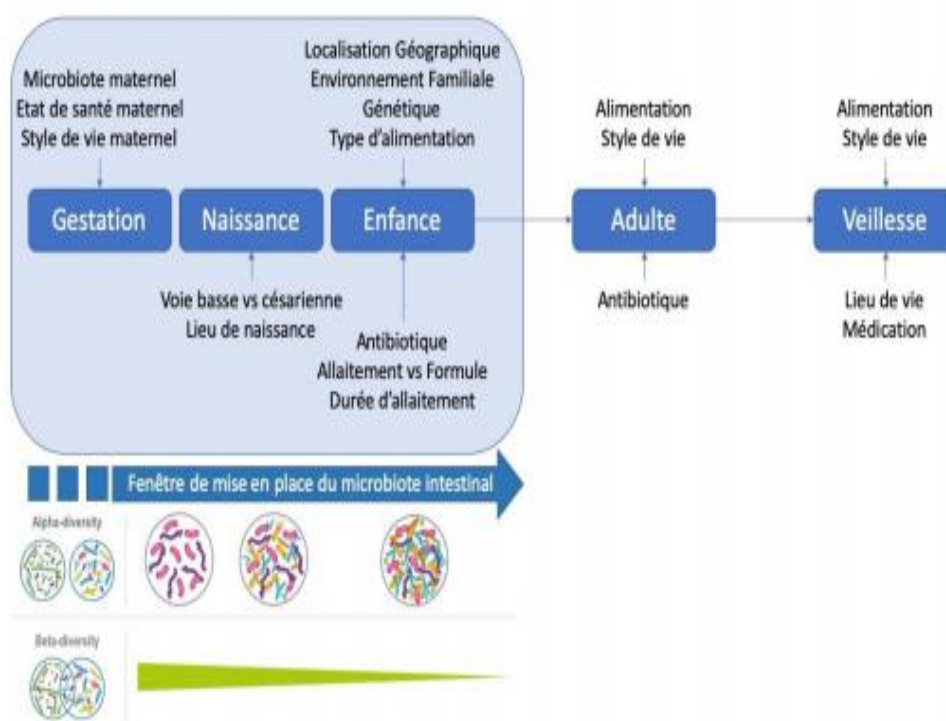 Microbiote maternel
Etat de santé maternel
Style de vie maternel
Localisation Géographique
Environnement Familiale
Génétique
Type d'alimentation
Alimentation
Style de vie
Alimentation
Style de vie
Gestation
Naissance
Enfance
Adulte
Veillesse
Voie basse vs césarienne
Lieu de naissance
Antibiotique
Allaitement vs Formule
Durée d'allaitement
Antibiotique
Lieu de vie
Médication
Fenêtre de mise en place du microbiote intestinal
Alpha-diversity
Beta-diversity